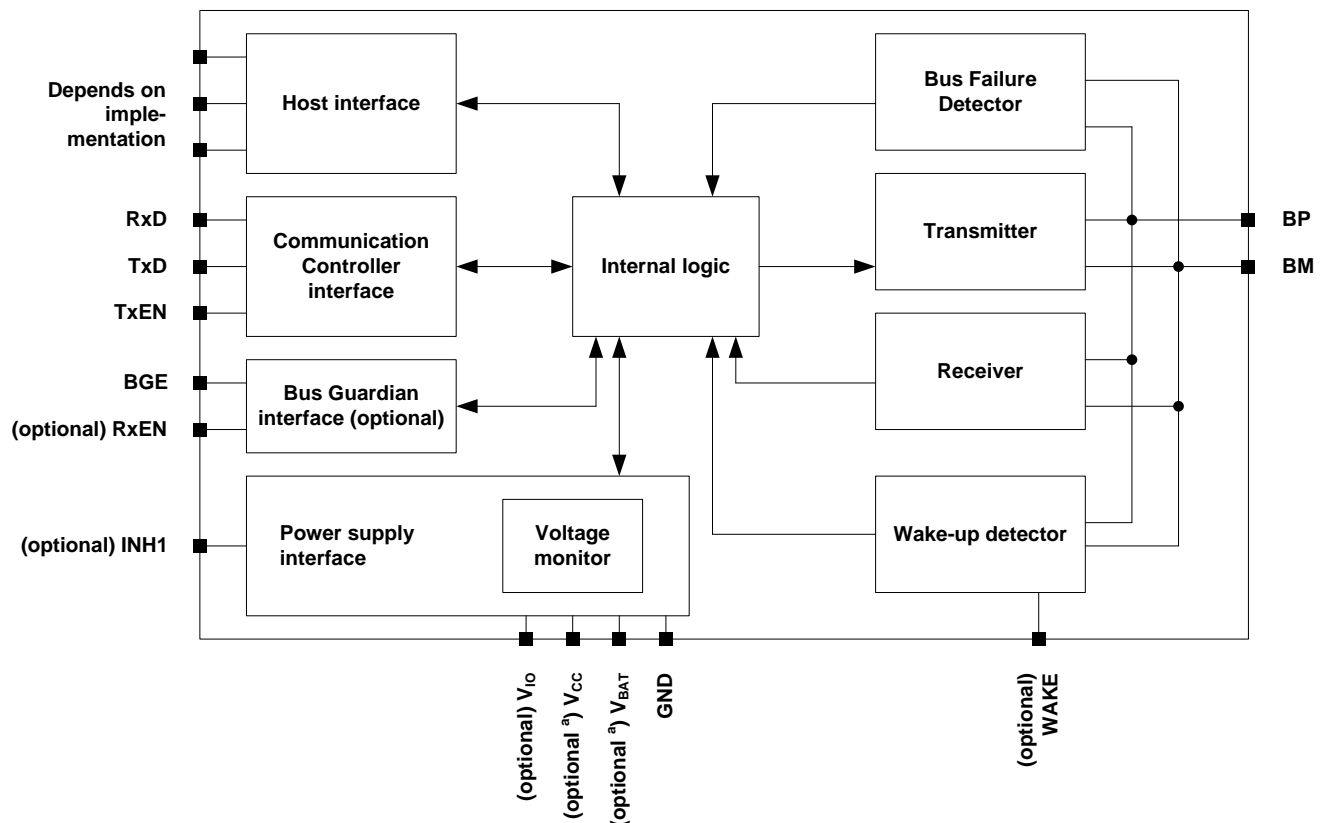 Depends on
imple-
mentation
Host interface
Bus Failure
Detector
RxD
TxD
TxEN
Communication
Controller
interface
Internal logic
Transmitter
BP
BM
BGE
(optional) RxEN
Bus Guardian
interface (optional)
Receiver
(optional) INH1
Power supply
interface
Voltage
monitor
Wake-up detector
(optional) VIO
(optional a) VCC
(optional a) VBAT
GND
(optional)
WAKE